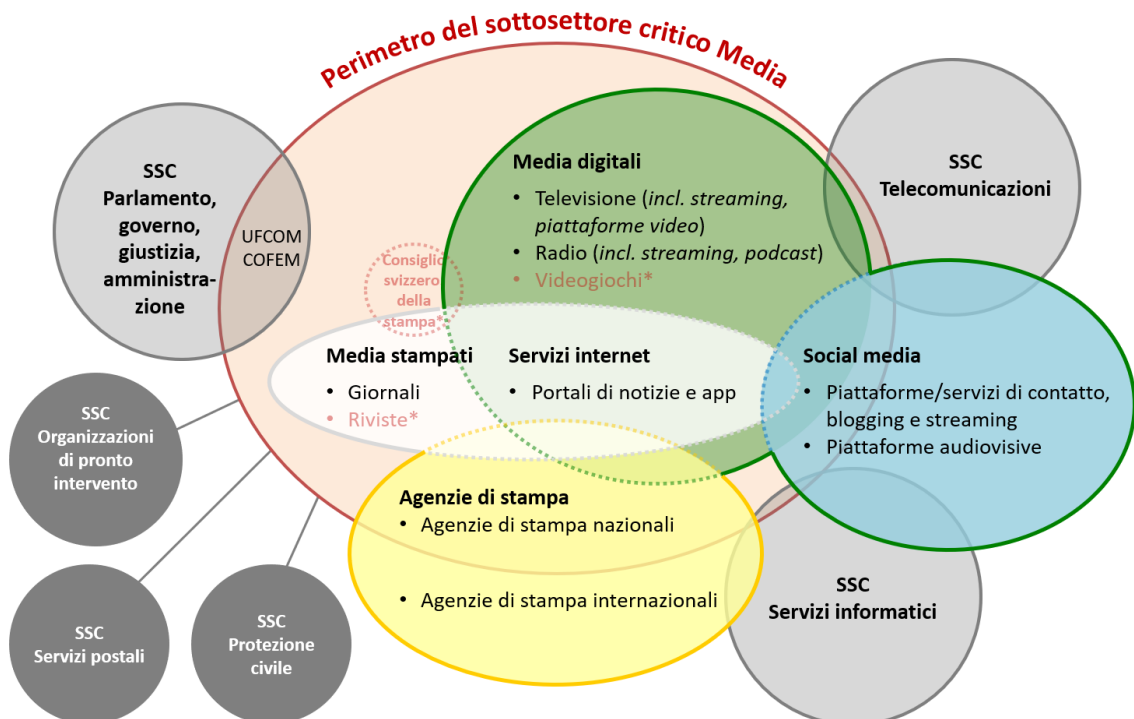 Perimetro del sottosettore critico Media
SSC
Parlamento,
governo,
giustizia,
amministra-
zione
UFCOM
COFEM
Consiglio
svizzero
della
stampa*
Media digitali
• Televisione (incl. streaming,
piattaforme video)
• Radio (incl. streaming, podcast)
• Videogiochi*
SSC
Telecomunicazioni
Media stampati
• Giornali
• Riviste*
Servizi internet
• Portali di notizie e app
Social media
• Piattaforme/servizi di contatto,
blogging e streaming
• Piattaforme audiovisive
SSC
Organizzazioni
di pronto
intervento
Agenzie di stampa
• Agenzie di stampa nazionali
• Agenzie di stampa internazionali
SSC
Servizi postali
SSC
Protezione
civile
SSC
Servizi informatici